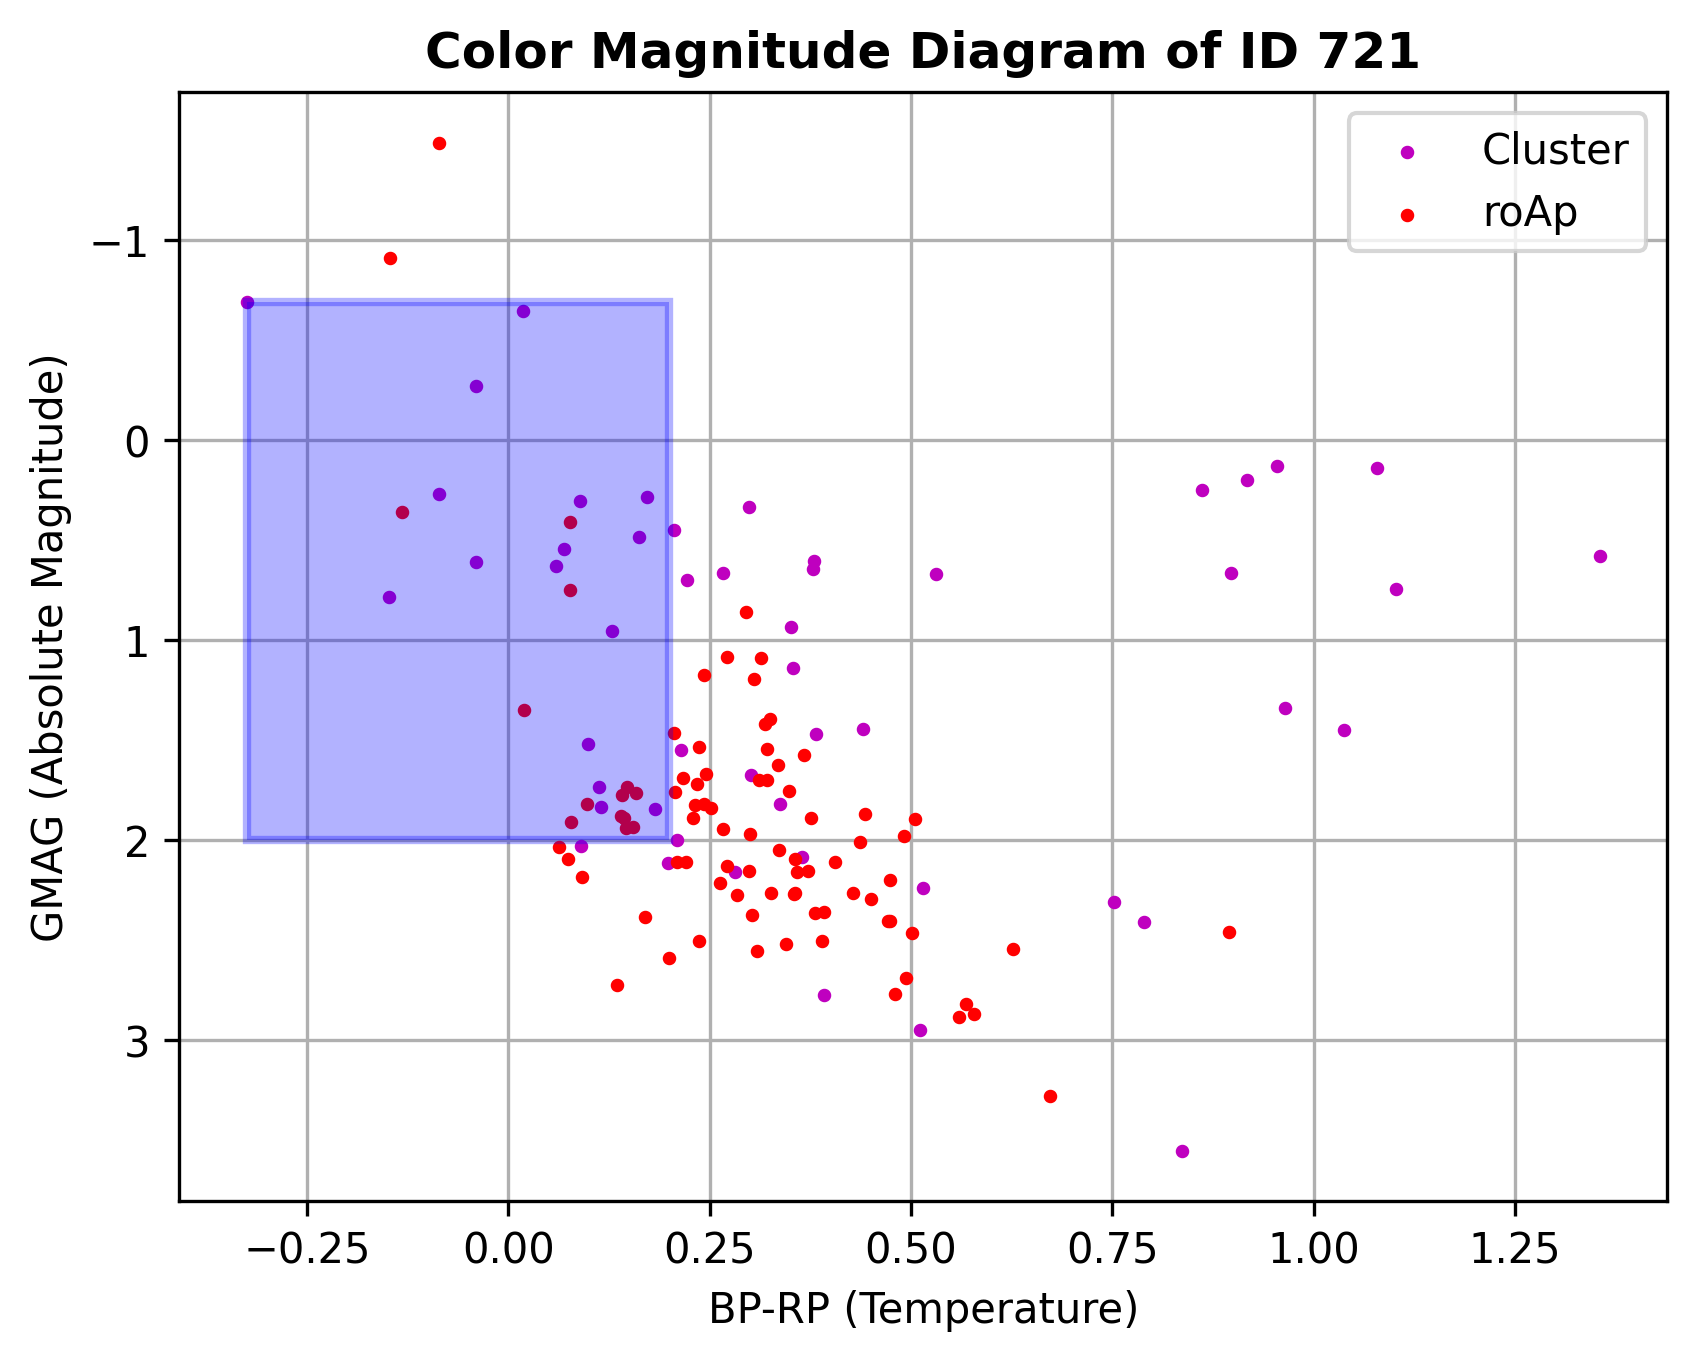 Color Magnitude Diagram of ID 721
Cluster
roAp
−1
0
1
2
3
GMAG (Absolute Magnitude)
−0.25 0.00 0.25 0.50 0.75 1.00 1.25
BP-RP (Temperature)